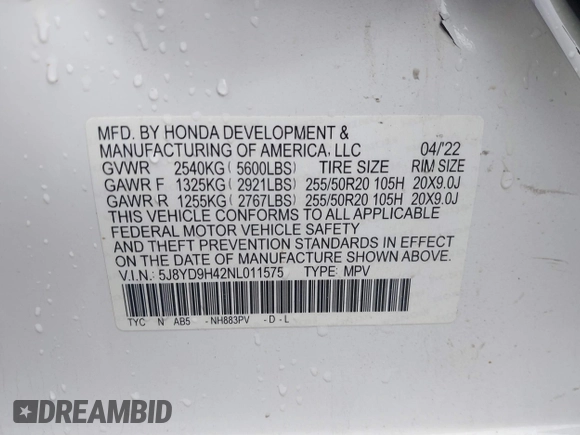 MFD. BY HONDA DEVELOPMENT &
MANUFACTURING OF AMERICA, LLC 04/'22
GVWR 2540KG (5600LBS) TIRE SIZE RIM SIZE
GAWR F 1325KG (2921LBS) 255/50R20 105H 20X9.0J
GAWR R 1255KG (2767LBS) 255/50R20 105H 20X9.0J
THIS VEHICLE CONFORMS TO ALL APPLICABLE
FEDERAL MOTOR VEHICLE SAFETY
AND THEFT PREVENTION STANDARDS IN EFFECT
ON THE DATE OF MANUFACTURE SHOWN ABOVE.
V.I.N.: 5J8YD9H42NL011575 TYPE: MPV
TYC N AB5 -NH883PV -D-L
DREAMBID